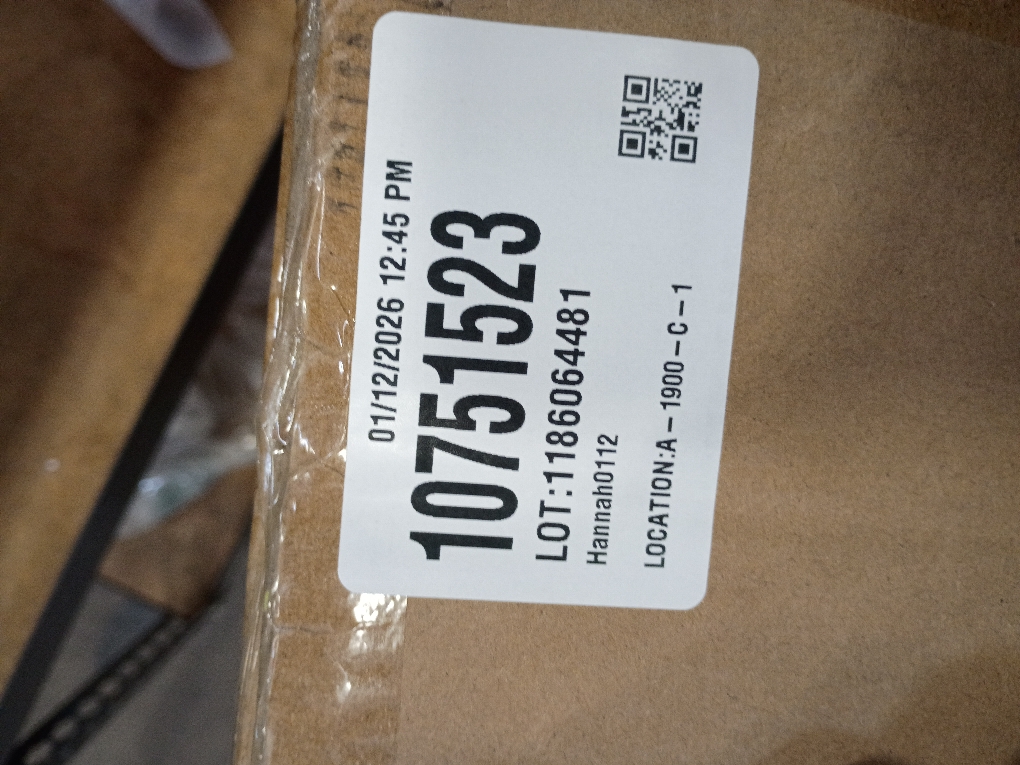 01/12/2026 12:45 PM
10751523
LOT:1186064481
Hannah0112
LOCATION:A-1900-C-1